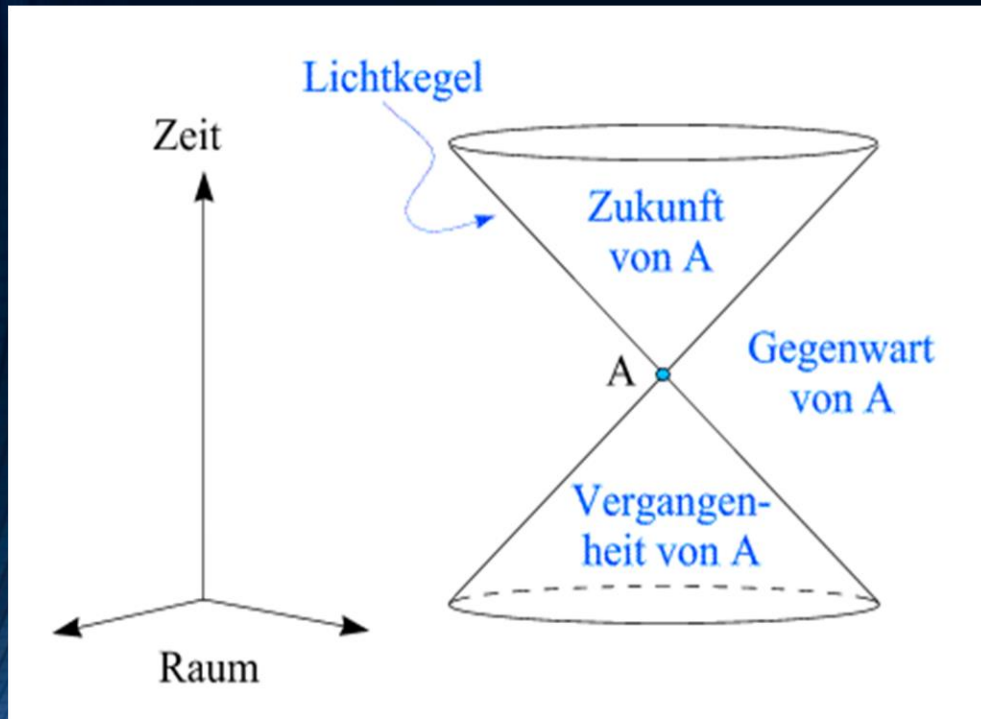 Lichtkegel
Zeit
Zukunft
von A
Gegenwart
von A
A
Vergangen-
heit von A
Raum